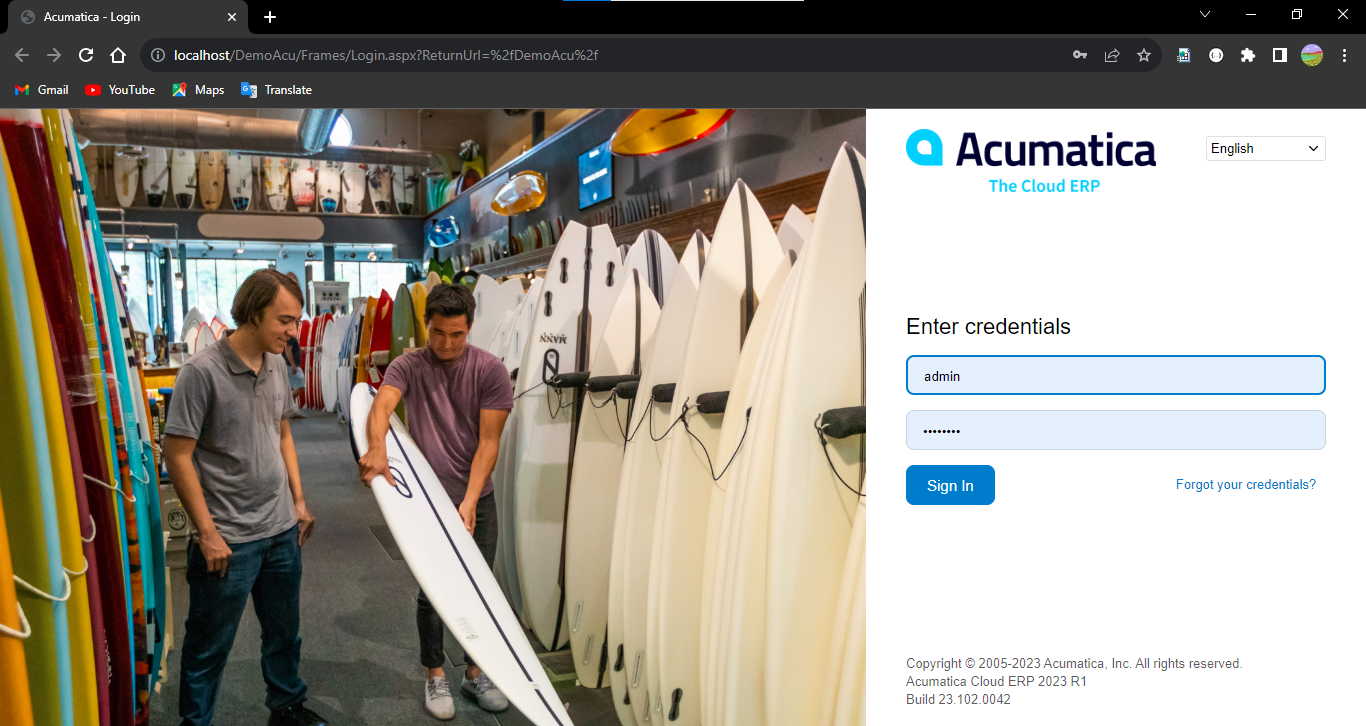 Acumatica - Login
localhost/DemoAcu/Frames/Login.aspx?ReturnUrl=%2fDemoAcu%2f
Gmail YouTube Maps Translate
Acumatica
The Cloud ERP
English
MANN
Enter credentials
admin
••••••••
Sign In Forgot your credentials?
Copyright © 2005-2023 Acumatica, Inc. All rights reserved.
Acumatica Cloud ERP 2023 R1
Build 23.102.0042